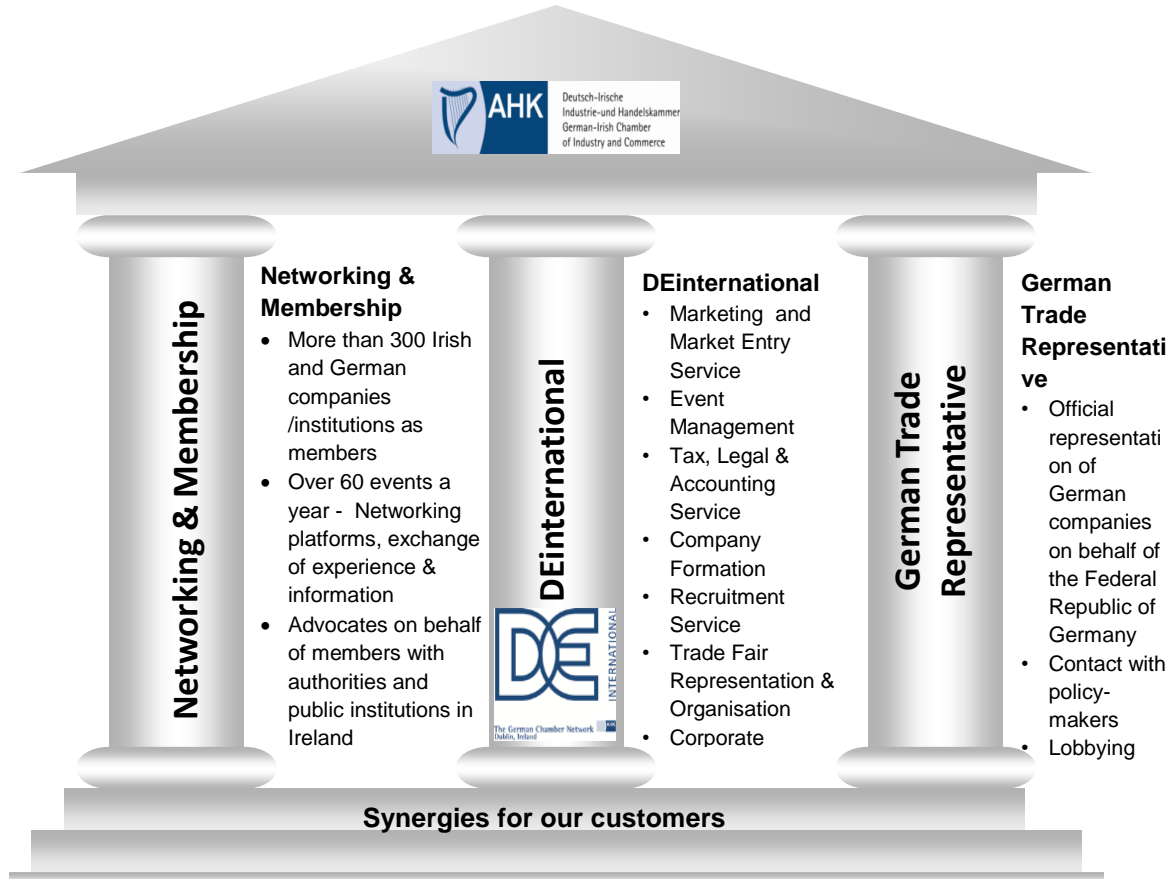 AHK
Deutsch-Irische
Industrie-und Handelskammer
German-Irish Chamber
of Industry and Commerce
Networking & Membership
Networking &
Membership
• More than 300 Irish
and German
companies
/institutions as
members
• Over 60 events a
year - Networking
platforms, exchange
of experience &
information
• Advocates on behalf
of members with
authorities and
public institutions in
Ireland
DEinternational
DE
INTERNATIONAL
The German Chamber Network
Dublin, Ireland
AHK
DEinternational
• Marketing and
Market Entry
Service
• Event
Management
• Tax, Legal &
Accounting
Service
• Company
Formation
• Recruitment
Service
• Trade Fair
Representation &
Organisation
• Corporate
German Trade
Representative
German
Trade
Representati
ve
• Official
representati
on of
German
companies
on behalf of
the Federal
Republic of
Germany
• Contact with
policy-
makers
• Lobbying
Synergies for our customers